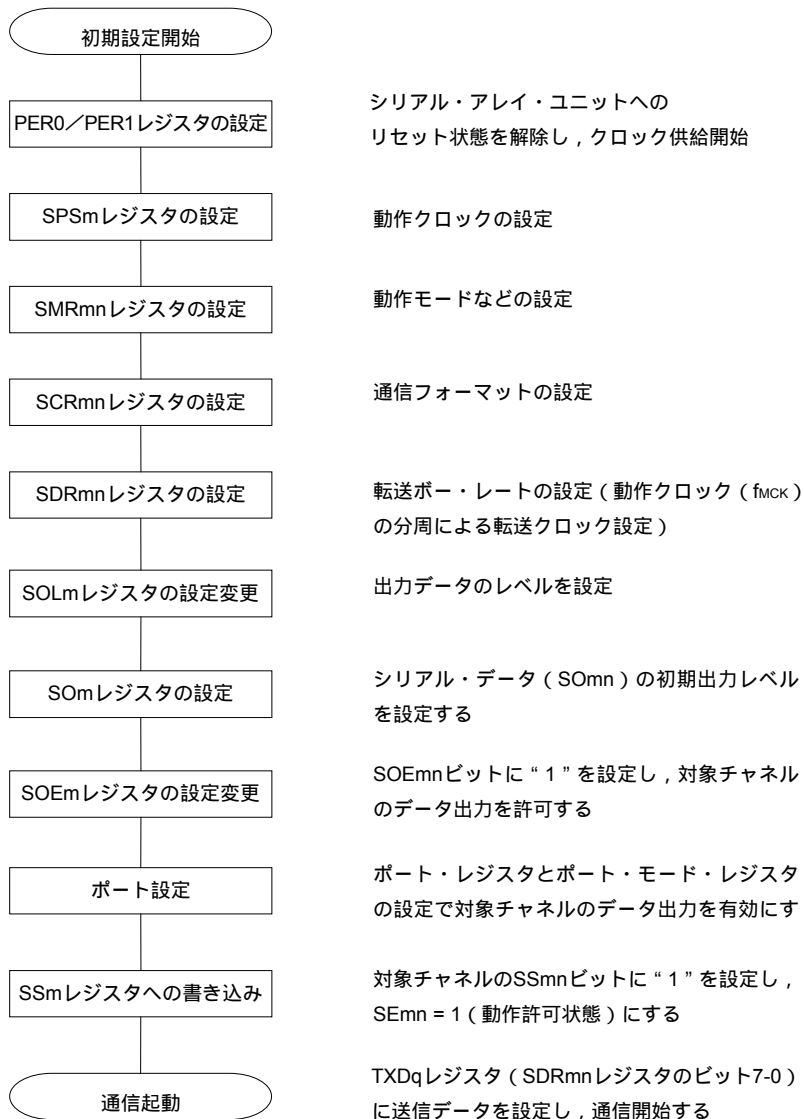 初期設定開始
PER0／PER1レジスタの設定
シリアル・アレイ・ユニットへの
リセット状態を解除し，クロック供給開始
SPSmレジスタの設定
動作クロックの設定
SMRmnレジスタの設定
動作モードなどの設定
SCRmnレジスタの設定
通信フォーマットの設定
SDRmnレジスタの設定
転送ボー・レートの設定（動作クロック（fMCK）
の分周による転送クロック設定）
SOLmレジスタの設定変更
出力データのレベルを設定
SOmレジスタの設定
シリアル・データ（SOmn）の初期出力レベル
を設定する
SOEmレジスタの設定変更
SOEmnビットに“1”を設定し，対象チャネル
のデータ出力を許可する
ポート設定
ポート・レジスタとポート・モード・レジスタ
の設定で対象チャネルのデータ出力を有効にす
SSmレジスタへの書き込み
対象チャネルのSSmnビットに“1”を設定し，
SEmn = 1（動作許可状態）にする
通信起動
TXDqレジスタ（SDRmnレジスタのビット7-0）
に送信データを設定し，通信開始する